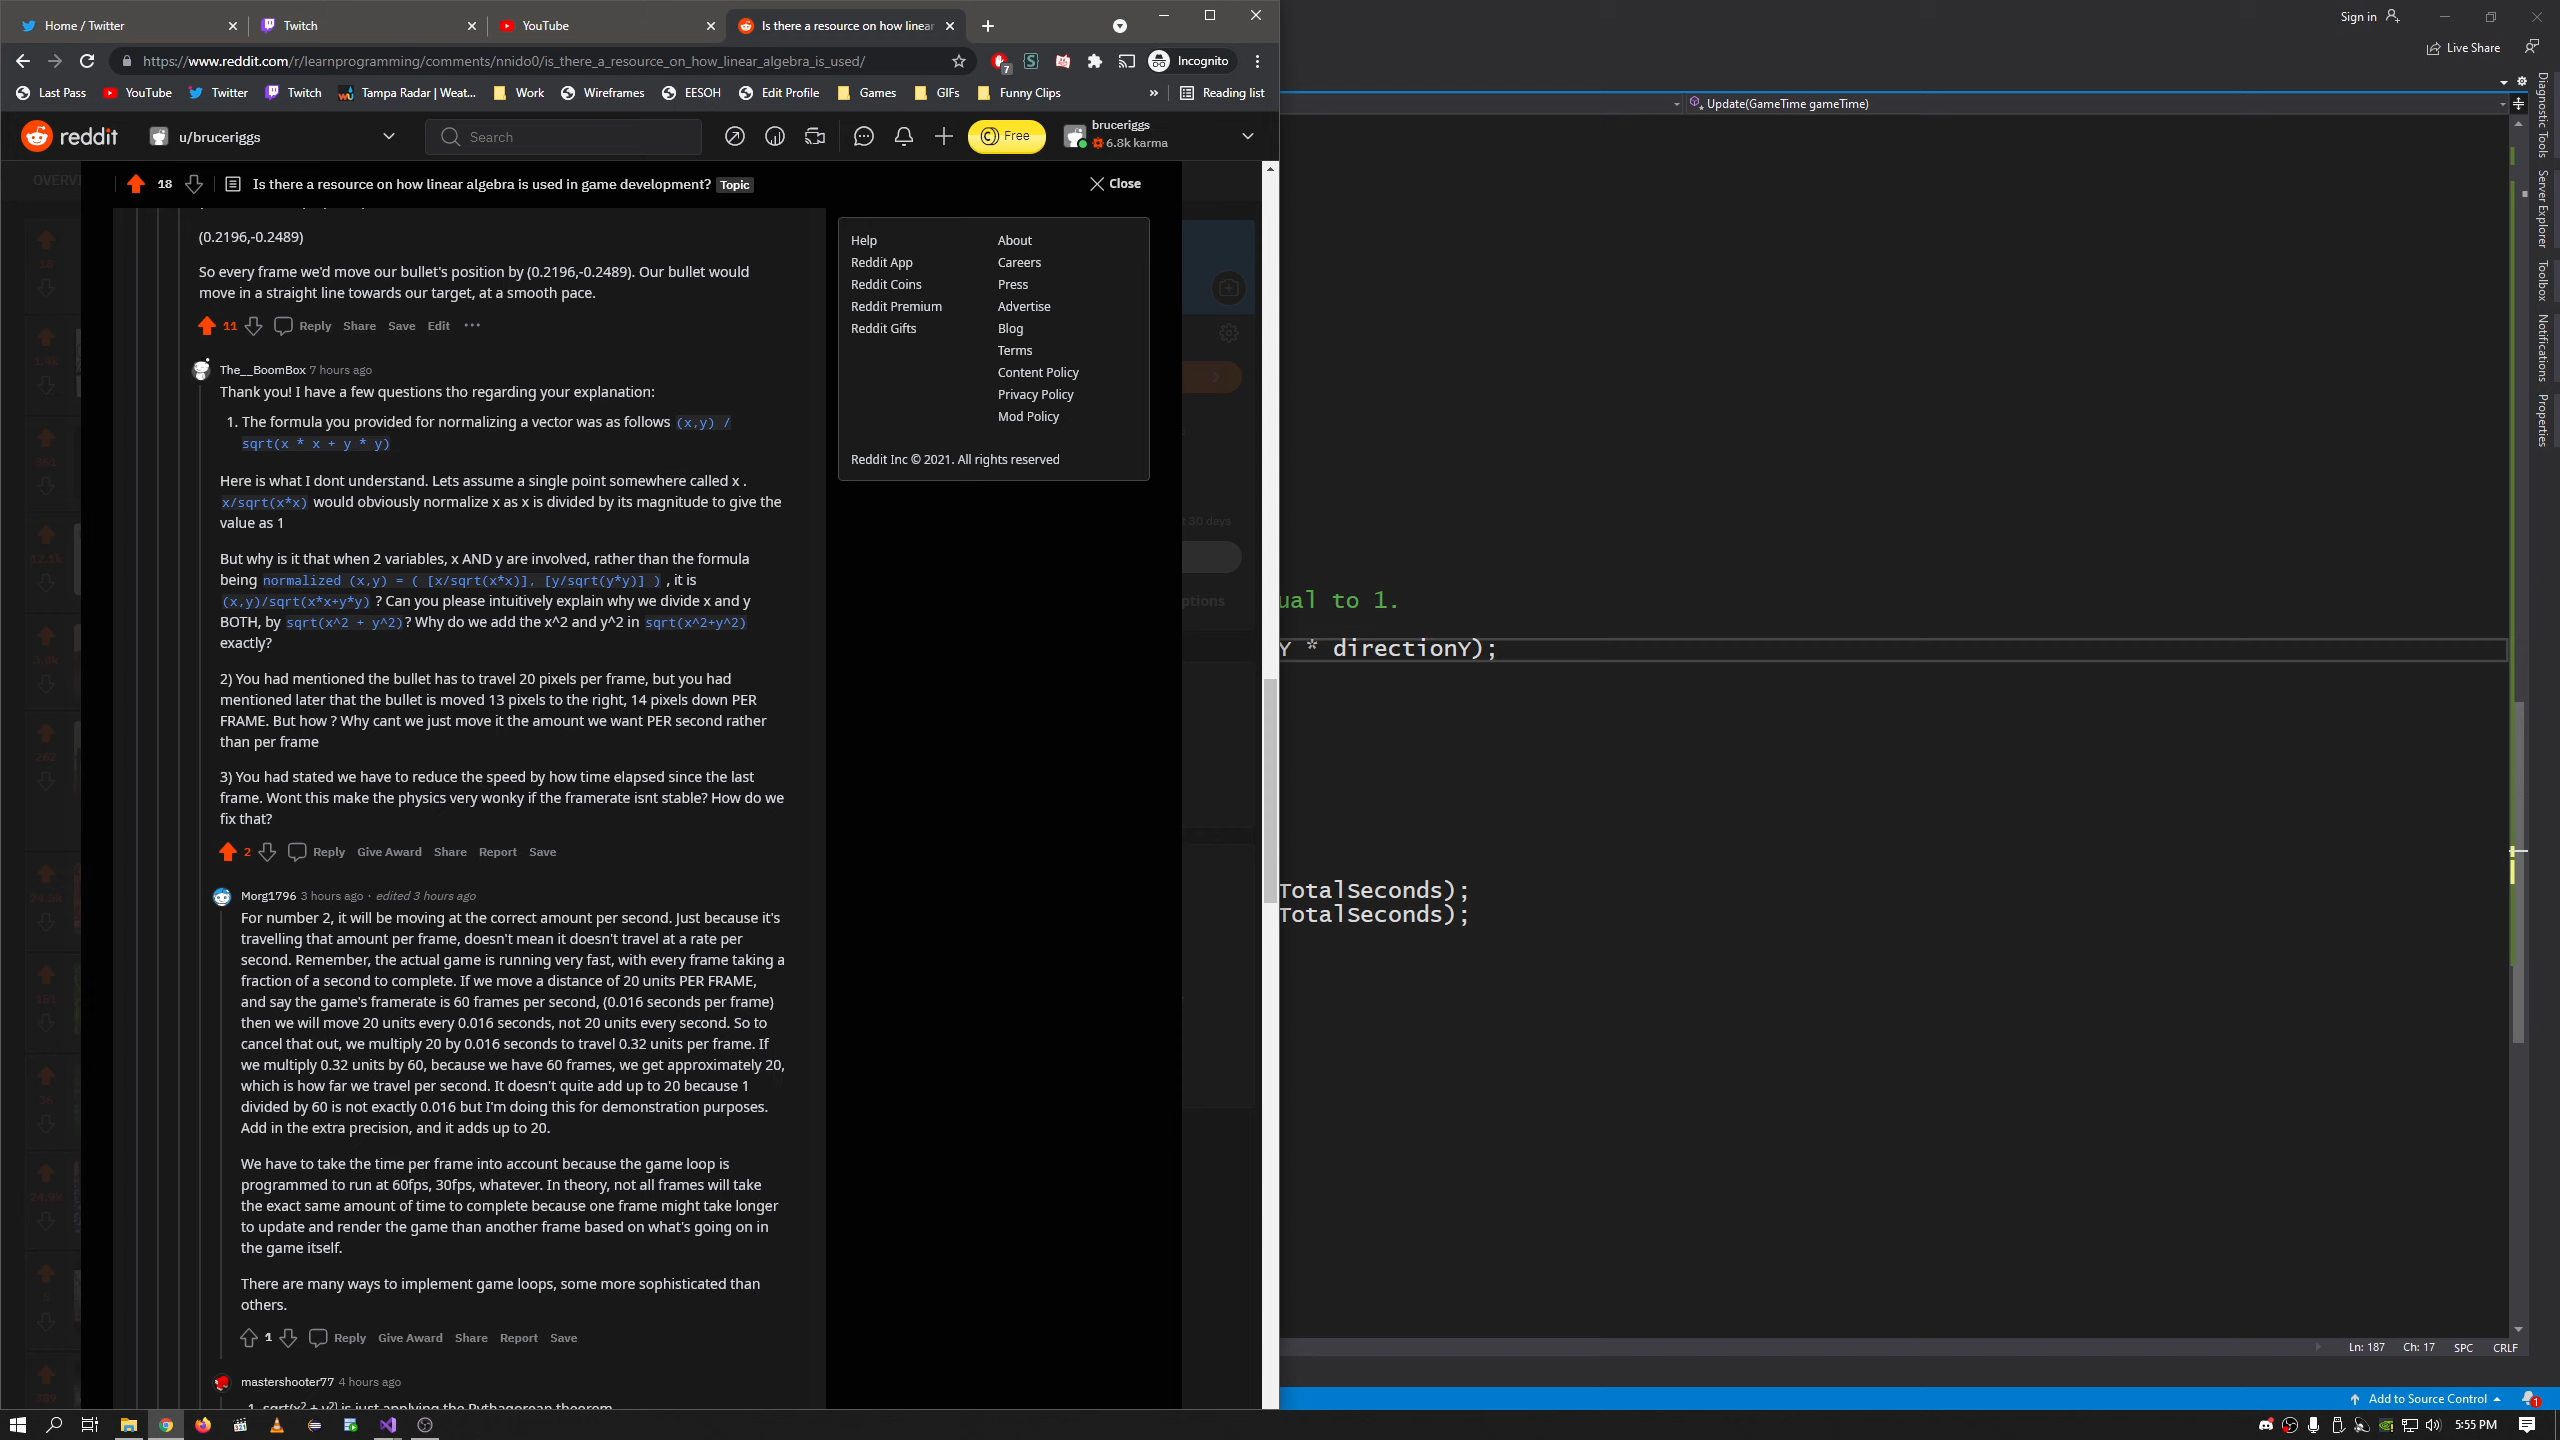 Home / Twitter
Twitch
YouTube
Is there a resource on how linear
Sign in
Live Share
https://www.reddit.com/r/learnprogramming/comments/nnido0/is_there_a_resource_on_how_linear_algebra_is_used/
7
Incognito
Last Pass
YouTube
Twitter
Twitch
Tampa Radar | Weat...
Work
Wireframes
EESOH
Edit Profile
Games
GIFs
Funny Clips
»
Reading list
Update(GameTime gameTime)
reddit
u/bruceriggs
Search
Free
bruceriggs
6.8k karma
OVERVI
18
Is there a resource on how linear algebra is used in game development? Topic
Close
(0.2196,-0.2489)
So every frame we'd move our bullet's position by (0.2196,-0.2489). Our bullet would
move in a straight line towards our target, at a smooth pace.
11 Reply Share Save Edit ···
Help
Reddit App
Reddit Coins
Reddit Premium
Reddit Gifts
About
Careers
Press
Advertise
Blog
Terms
Content Policy
Privacy Policy
Mod Policy
Reddit Inc © 2021. All rights reserved
The__BoomBox 7 hours ago
Thank you! I have a few questions tho regarding your explanation:
1. The formula you provided for normalizing a vector was as follows (x,y) /
sqrt(x * x + y * y)
Here is what I dont understand. Lets assume a single point somewhere called x .
x/sqrt(x*x) would obviously normalize x as x is divided by its magnitude to give the
value as 1
But why is it that when 2 variables, x AND y are involved, rather than the formula
being normalized (x,y) = ( [x/sqrt(x*x)], [y/sqrt(y*y)] ) , it is
(x,y)/sqrt(x*x+y*y) ? Can you please intuitively explain why we divide x and y
BOTH, by sqrt(x^2 + y^2)? Why do we add the x^2 and y^2 in sqrt(x^2+y^2)
exactly?
2) You had mentioned the bullet has to travel 20 pixels per frame, but you had
mentioned later that the bullet is moved 13 pixels to the right, 14 pixels down PER
FRAME. But how ? Why cant we just move it the amount we want PER second rather
than per frame
3) You had stated we have to reduce the speed by how time elapsed since the last
frame. Wont this make the physics very wonky if the framerate isnt stable? How do we
fix that?
2 Reply Give Award Share Report Save
Morg1796 3 hours ago · edited 3 hours ago
For number 2, it will be moving at the correct amount per second. Just because it's
travelling that amount per frame, doesn't mean it doesn't travel at a rate per
second. Remember, the actual game is running very fast, with every frame taking a
fraction of a second to complete. If we move a distance of 20 units PER FRAME,
and say the game's framerate is 60 frames per second, (0.016 seconds per frame)
then we will move 20 units every 0.016 seconds, not 20 units every second. So to
cancel that out, we multiply 20 by 0.016 seconds to travel 0.32 units per frame. If
we multiply 0.32 units by 60, because we have 60 frames, we get approximately 20,
which is how far we travel per second. It doesn't quite add up to 20 because 1
divided by 60 is not exactly 0.016 but I'm doing this for demonstration purposes.
Add in the extra precision, and it adds up to 20.
We have to take the time per frame into account because the game loop is
programmed to run at 60fps, 30fps, whatever. In theory, not all frames will take
the exact same amount of time to complete because one frame might take longer
to update and render the game than another frame based on what's going on in
the game itself.
There are many ways to implement game loops, some more sophisticated than
others.
1 Reply Give Award Share Report Save
mastershooter77 4 hours ago
1. sqrt(x² + y²) is just applying the Pythagorean theorem
t 30 days
ptions
ual to 1.
Y * directionY);
TotalSeconds);
TotalSeconds);
Diagnostic Tools
Server Explorer
Toolbox
Notifications
Properties
Ln: 187 Ch: 17 SPC CRLF
Add to Source Control
1
5:55 PM